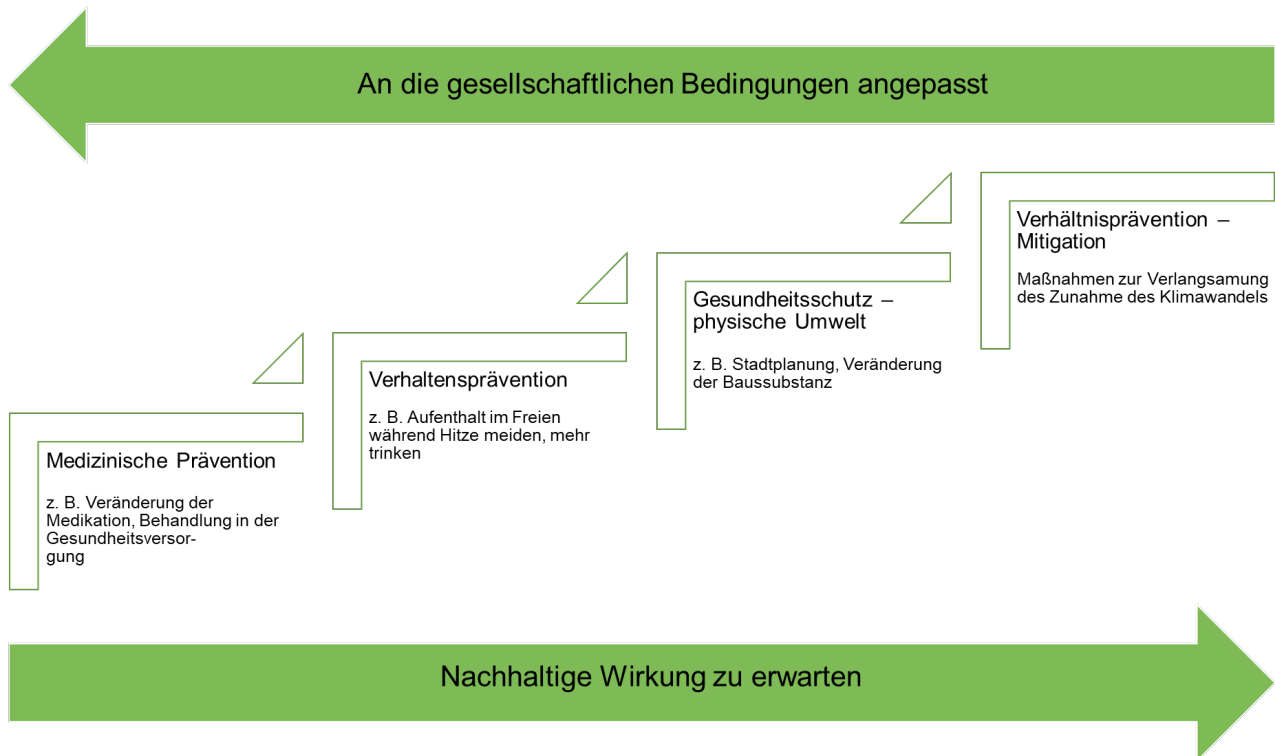 An die gesellschaftlichen Bedingungen angepasst
Verhältnisprävention –
Mitigation
Maßnahmen zur Verlangsamung
des Zunahme des Klimawandels
Gesundheitsschutz –
physische Umwelt
z. B. Stadtplanung, Veränderung
der Baussubstanz
Verhaltensprävention
z. B. Aufenthalt im Freien
während Hitze meiden, mehr
trinken
Medizinische Prävention
z. B. Veränderung der
Medikation, Behandlung in der
Gesundheitsversor-
gung
Nachhaltige Wirkung zu erwarten